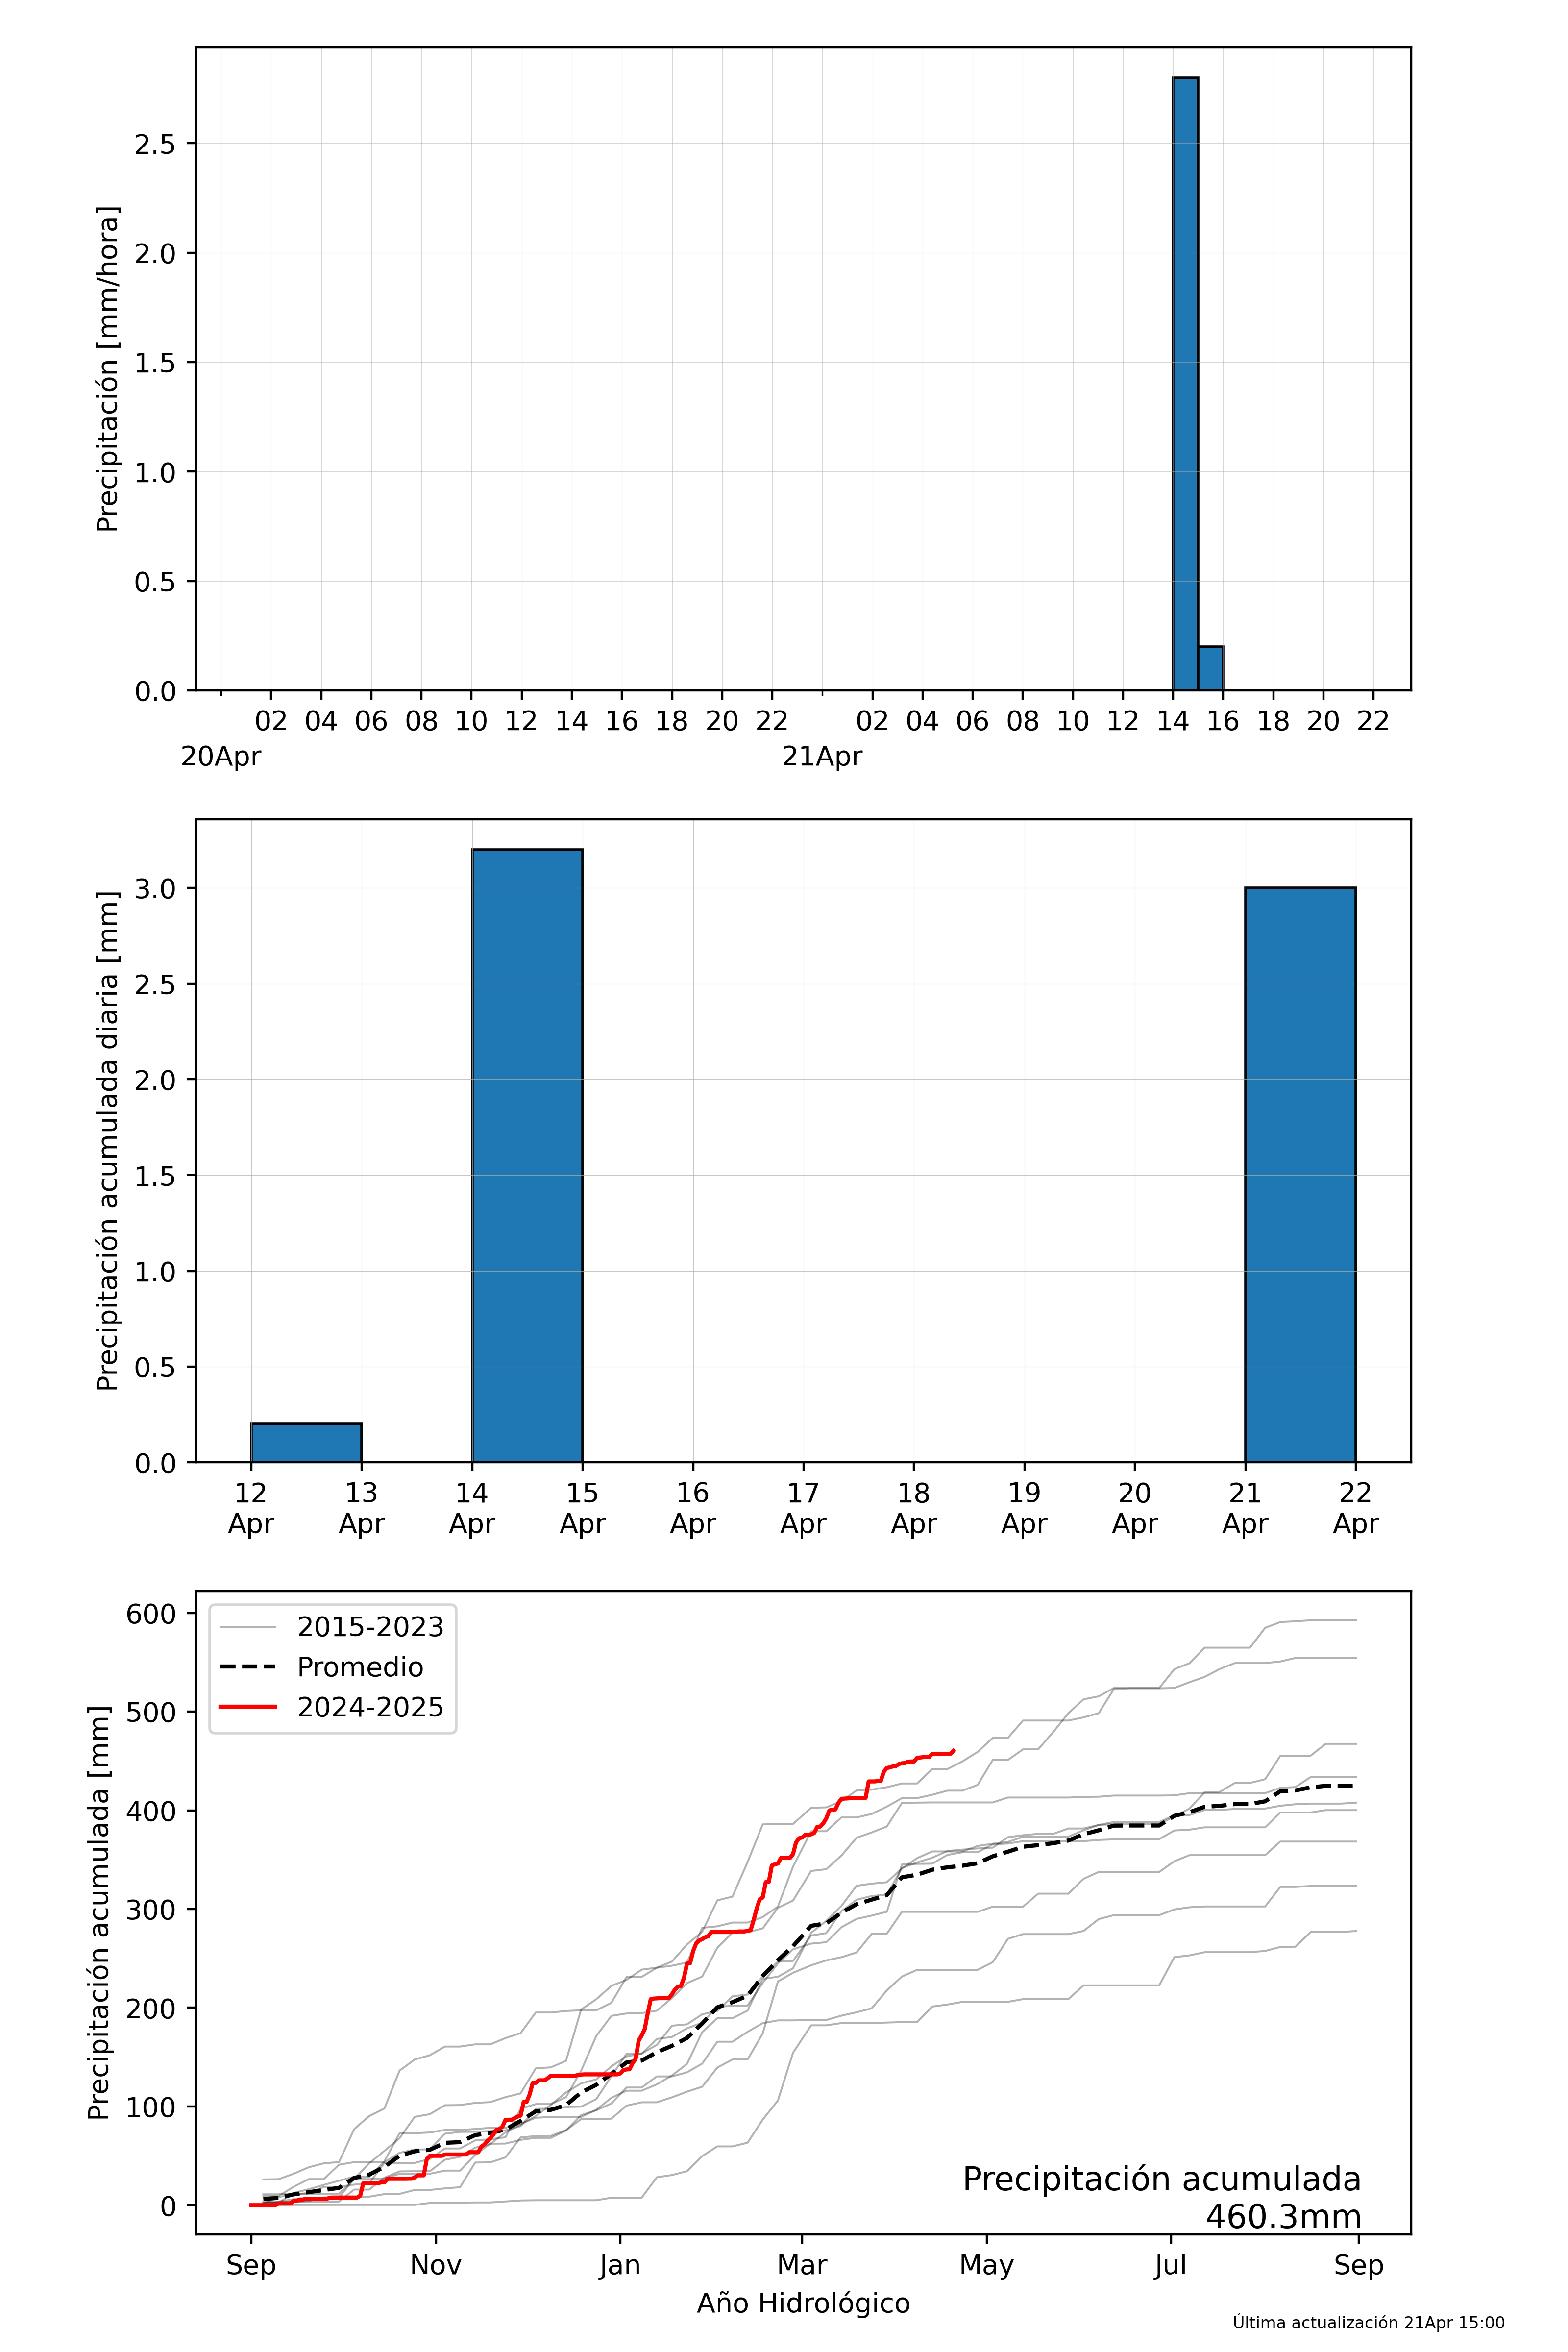 Precipitación [mm/hora]
2.5
2.0
1.5
1.0
0.5
0.0
02 04 06 08 10 12 14 16 18 20 22 02 04 06 08 10 12 14 16 18 20 22
20Apr 21Apr
Precipitación acumulada diaria [mm]
3.0
2.5
2.0
1.5
1.0
0.5
0.0
12 13 14 15 16 17 18 19 20 21 22
Apr Apr Apr Apr Apr Apr Apr Apr Apr Apr Apr
Precipitación acumulada [mm]
600
500
400
300
200
100
0
2015-2023
Promedio
2024-2025
Precipitación acumulada
460.3mm
Sep Nov Jan Mar May Jul Sep
Año Hidrológico
Última actualización 21Apr 15:00